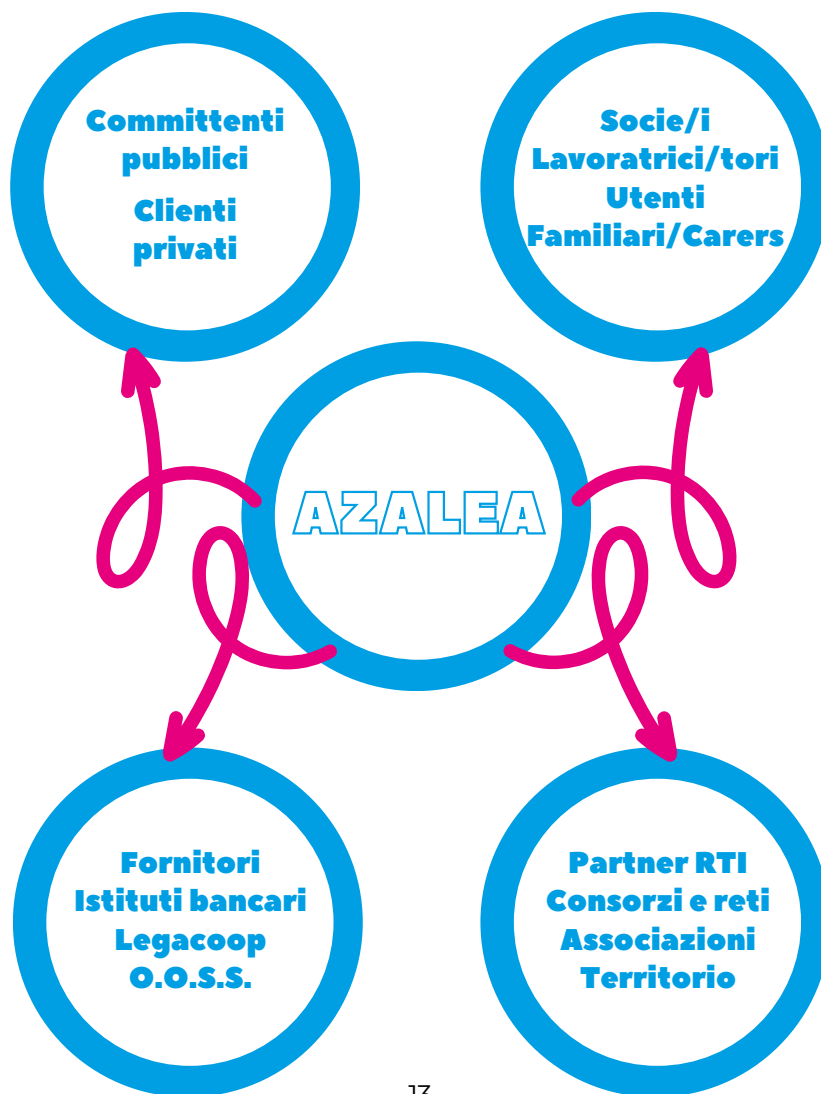 Committenti
pubblici
Clienti
privati
Socie/i
Lavoratrici/tori
Utenti
Familiari/Carers
AZALEA
Fornitori
Istituti bancari
Legacoop
O.O.S.S.
Partner RTI
Consorzi e reti
Associazioni
Territorio
13